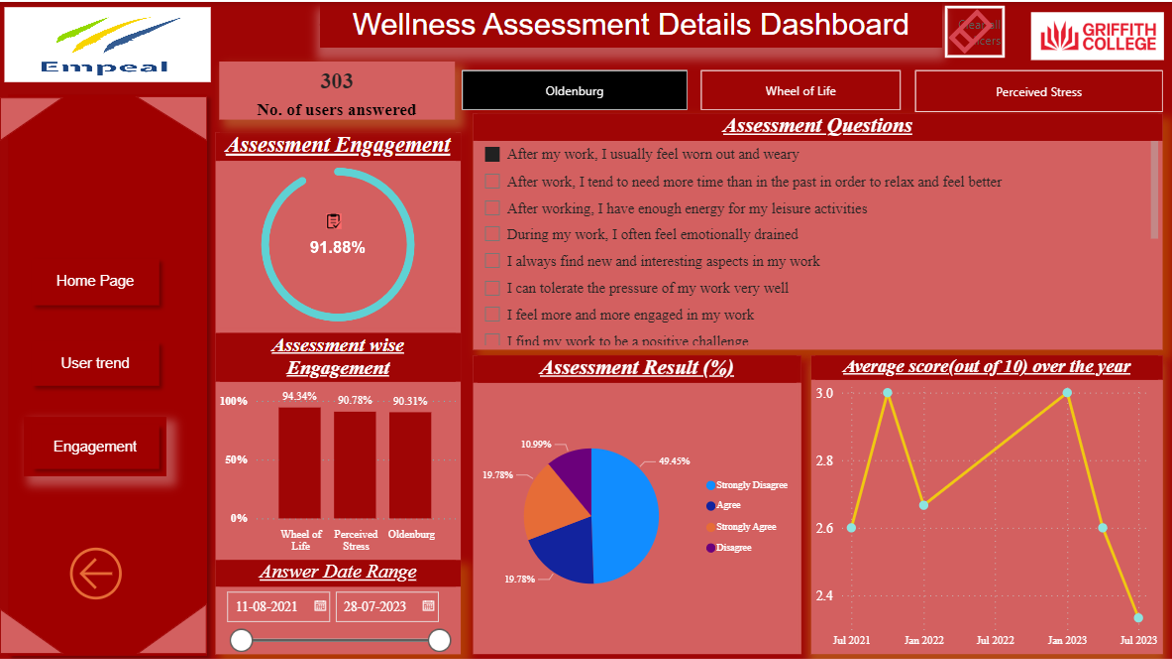 Wellness Assessment Details Dashboard
Empeal
Clear all
slicers
GRIFFITH
COLLEGE
303
No. of users answered
Oldenburg
Wheel of Life
Perceived Stress
Home Page
User trend
Engagement
Assessment Engagement
91.88%
Assessment Questions
After my work, I usually feel worn out and weary
After work, I tend to need more time than in the past in order to relax and feel better
After working, I have enough energy for my leisure activities
During my work, I often feel emotionally drained
I always find new and interesting aspects in my work
I can tolerate the pressure of my work very well
I feel more and more engaged in my work
I find my work to be a positive challenge
Assessment wise
Engagement
100%
50%
0%
94.34%
90.78%
90.31%
Wheel of
Life
Perceived
Stress
Oldenburg
Answer Date Range
11-08-2021
28-07-2023
Assessment Result (%)
10.99%
49.45%
19.78%
19.78%
Strongly Disagree
Agree
Strongly Agree
Disagree
Average score(out of 10) over the year
3.0
2.8
2.6
2.4
Jul 2021
Jan 2022
Jul 2022
Jan 2023
Jul 2023